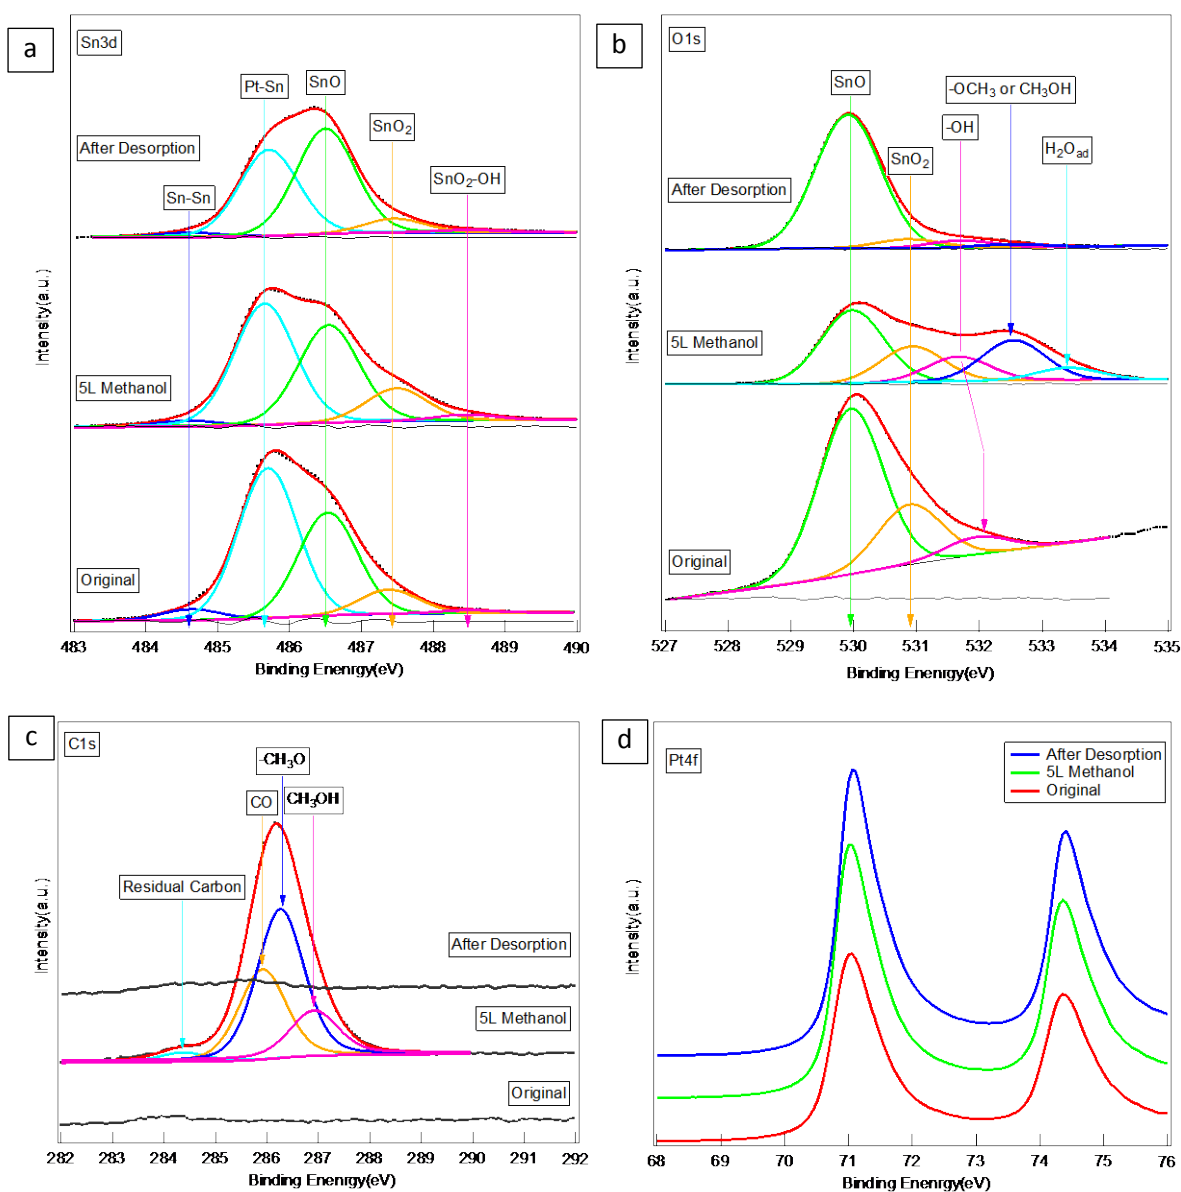 a
Sn3d
Pt-Sn
SnO
SnO2
After Desorption
Sn-Sn
SnO2-OH
5L Methanol
Original
Intensity(a.u.)
483 484 485 486 487 488 489 490
Binding Enenrgy(eV)
b
O1s
SnO
-OCH3 or CH3OH
-OH
SnO2
H2Oad
After Desorption
5L Methanol
Original
Intensity(a.u.)
527 528 529 530 531 532 533 534 535
Binding Enenrgy(eV)
c
C1s
-CH3O
CO
CH3OH
Residual Carbon
After Desorption
5L Methanol
Original
Intensity(a.u.)
282 283 284 285 286 287 288 289 290 291 292
Binding Enenrgy(eV)
d
Pt4f
After Desorption
5L Methanol
Original
Intensity(a.u.)
68 69 70 71 72 73 74 75 76
Binding Enenrgy(eV)